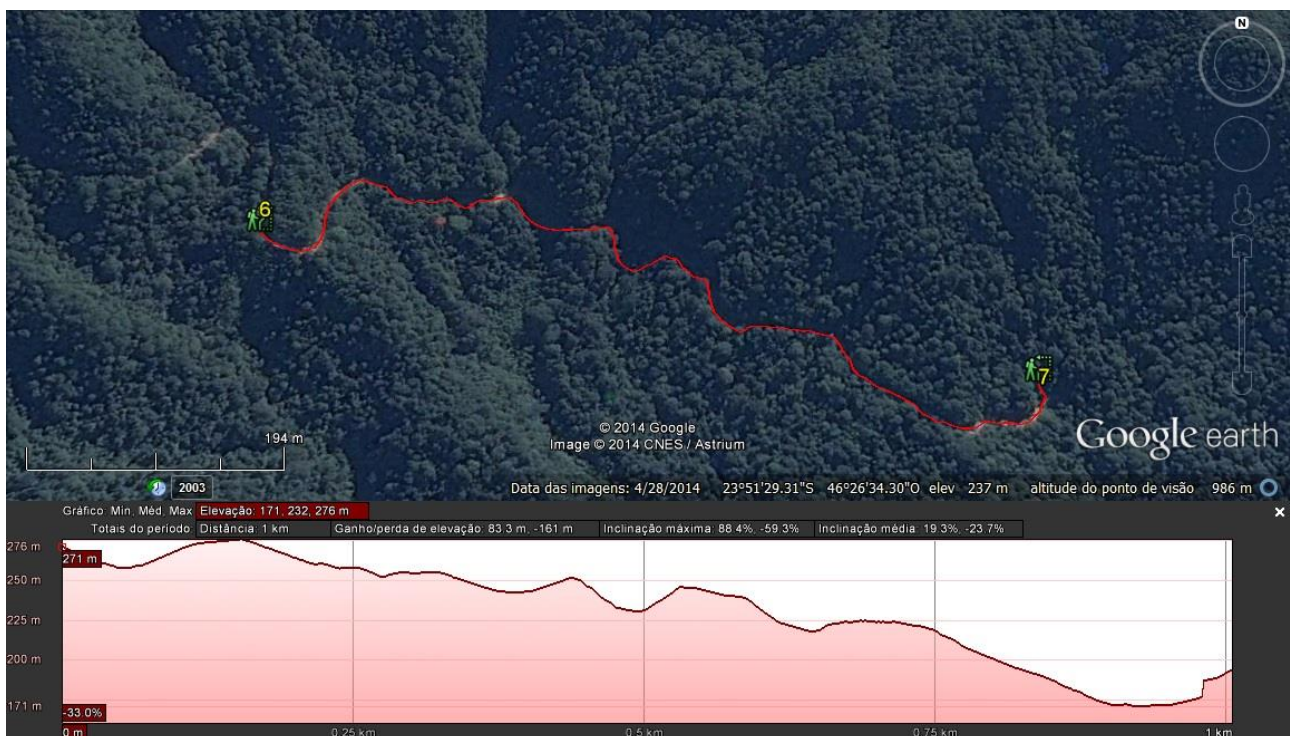 N
6
7
194 m
© 2014 Google
Image © 2014 CNES / Astrium
Google earth
2003
Data das imagens: 4/28/2014 23°51'29.31"S 46°26'34.30"O elev 237 m altitude do ponto de visão 986 m
Gráfico: Min, Méd, Max Elevação: 171, 232, 276 m
Totais do período: Distância: 1 km Ganho/perda de elevação: 83.3 m, -161 m Inclinação máxima: 88.4%, -59.3% Inclinação média: 19.3%, -23.7%
276 m
271 m
250 m
225 m
200 m
171 m
-33.0%
0 m 0.25 km 0.5 km 0.75 km 1 km